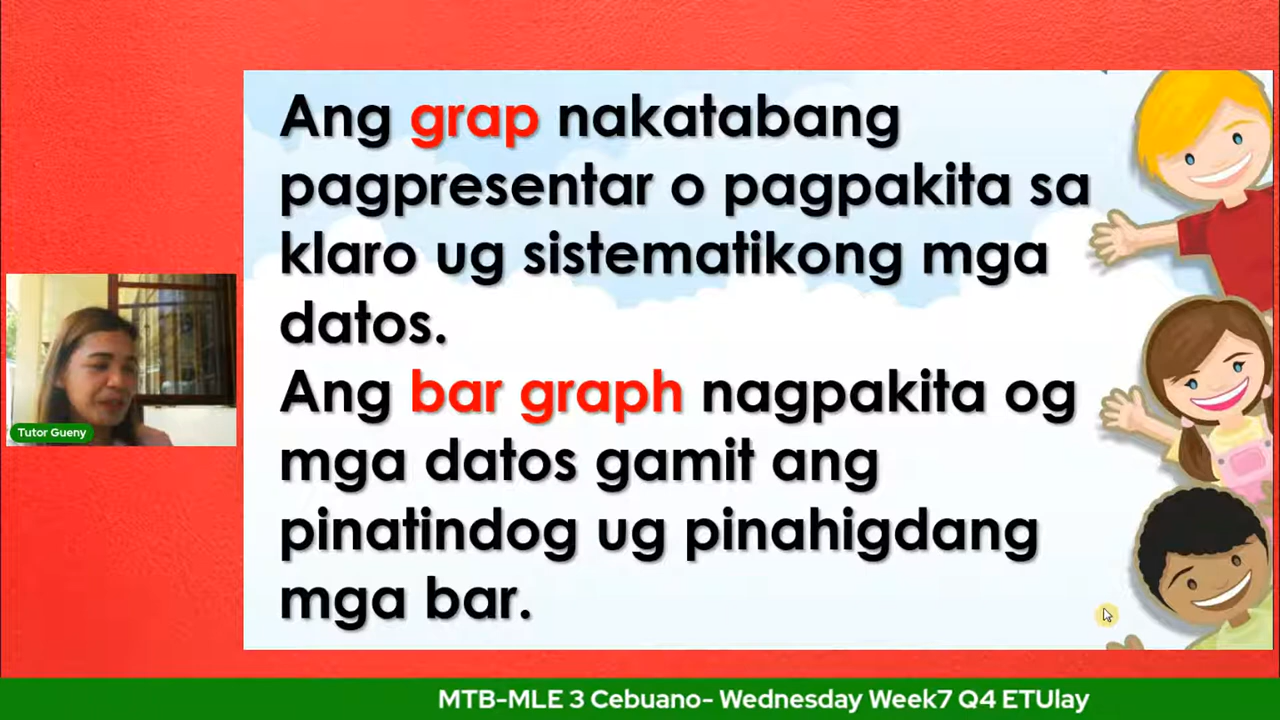 Ang grap nakatabang
pagpresentar o pagpakita sa
klaro ug sistematikong mga
datos.
Ang bar graph nagpakita og
mga datos gamit ang
pinatindog ug pinahigdang
mga bar.
Tutor Gueny
MTB-MLE 3 Cebuano- Wednesday Week7 Q4 ETUlay